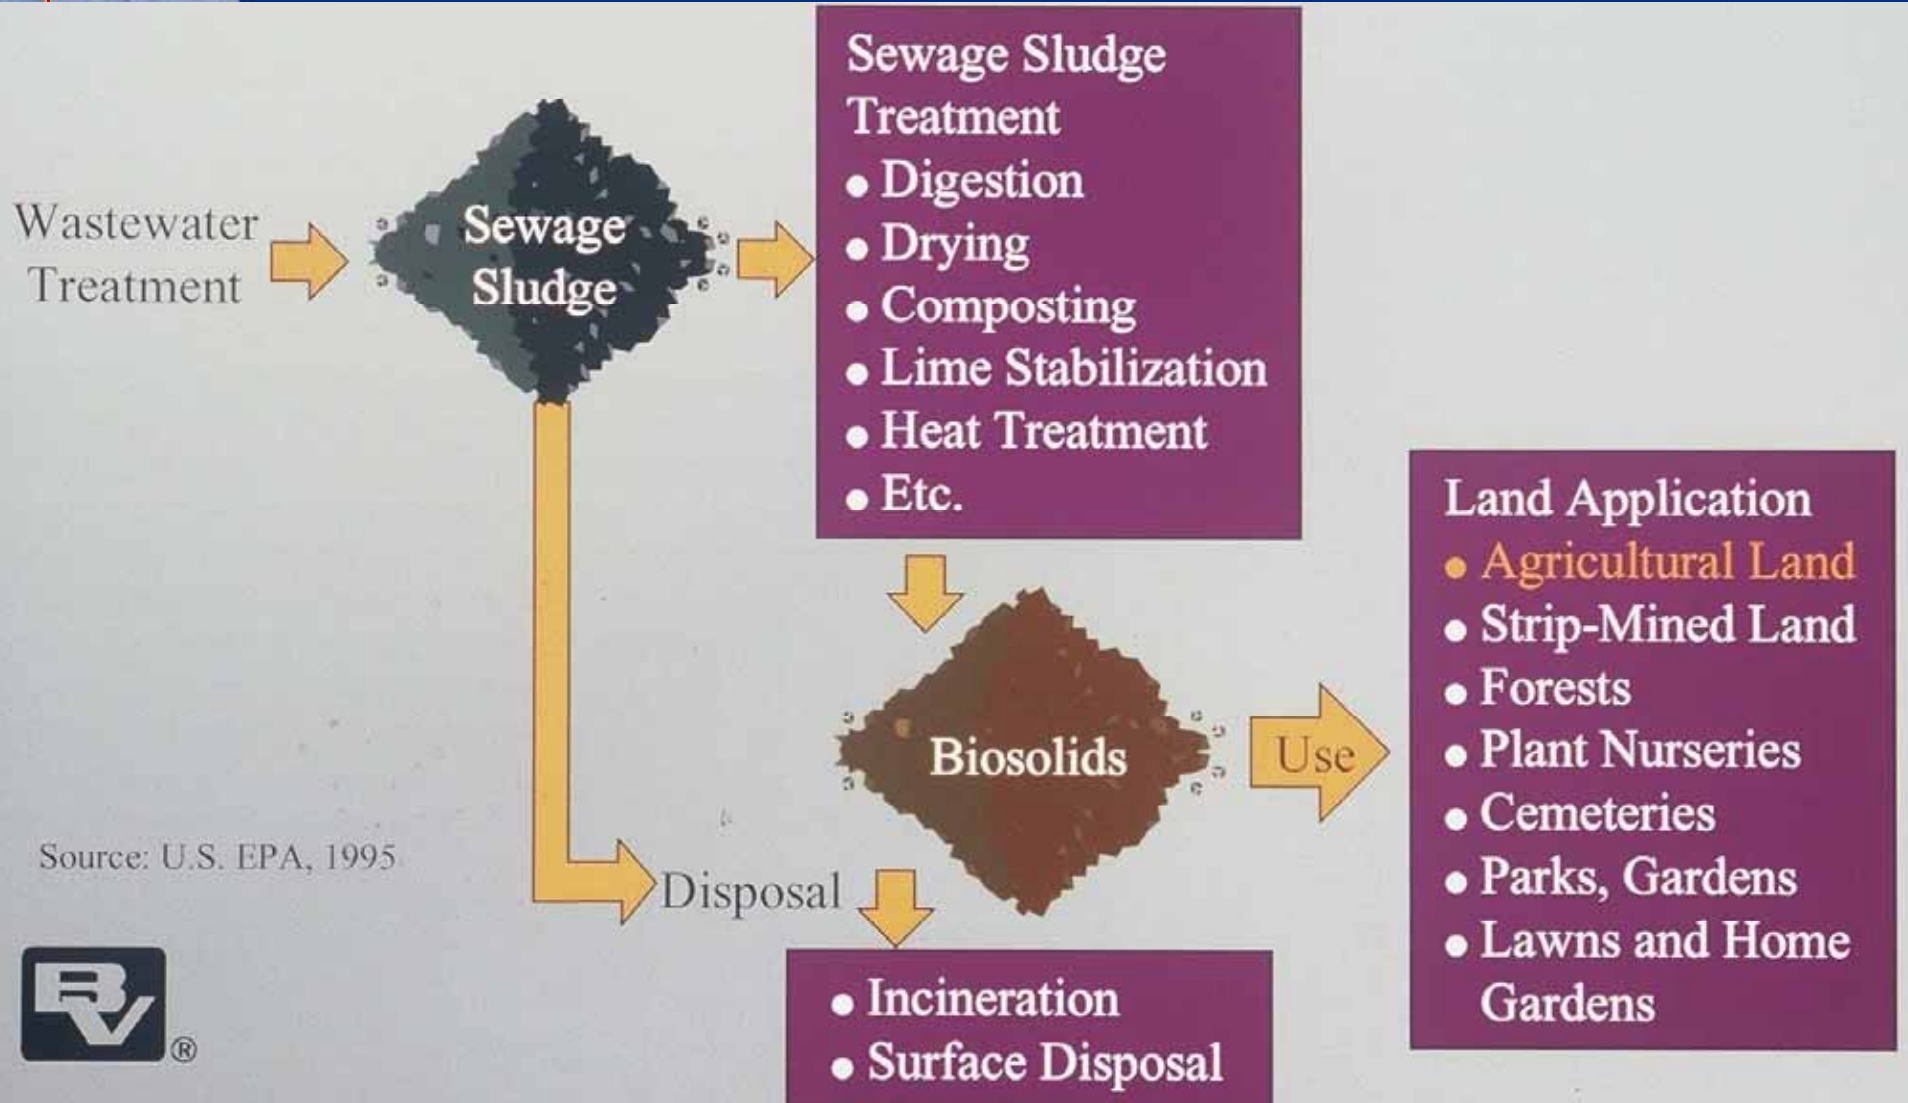 Wastewater
Treatment
Sewage
Sludge
Sewage Sludge
Treatment
● Digestion
● Drying
● Composting
● Lime Stabilization
● Heat Treatment
● Etc.
Biosolids
Use
Land Application
● Agricultural Land
● Strip-Mined Land
● Forests
● Plant Nurseries
● Cemeteries
● Parks, Gardens
● Lawns and Home
Gardens
Disposal
● Incineration
● Surface Disposal
Source: U.S. EPA, 1995
BV®